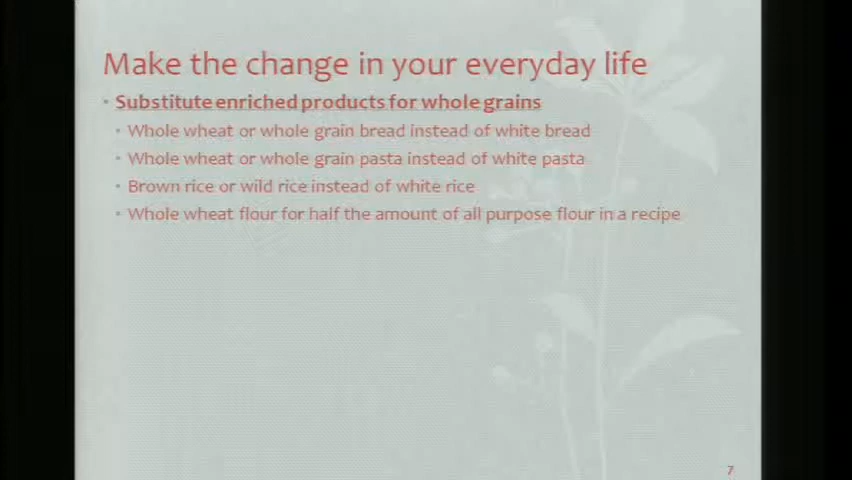 Make the change in your everyday life
• Substitute enriched products for whole grains
• Whole wheat or whole grain bread instead of white bread
• Whole wheat or whole grain pasta instead of white pasta
• Brown rice or wild rice instead of white rice
• Whole wheat flour for half the amount of all purpose flour in a recipe
7